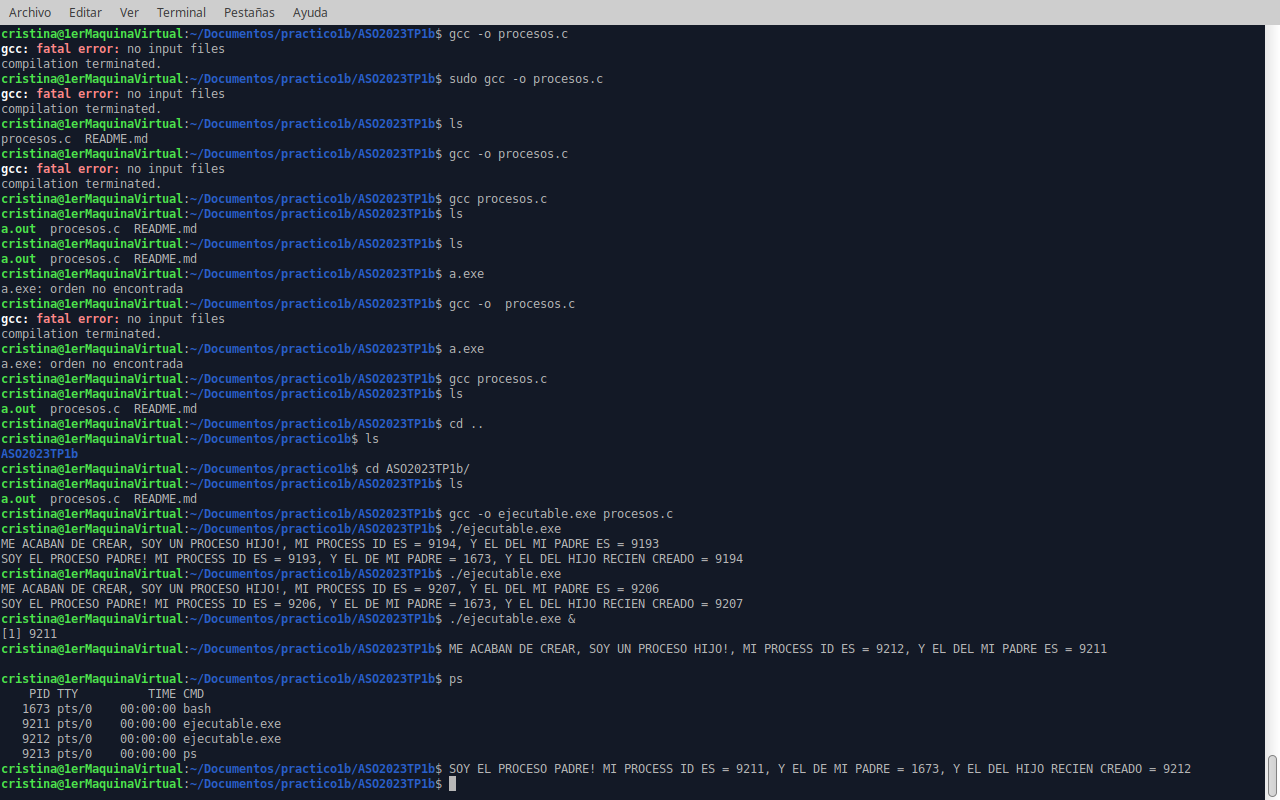 Archivo Editar Ver Terminal Pestañas Ayuda
cristina@1erMaquinaVirtual:~/Documentos/practico1b/ASO2023TP1b$ gcc -o procesos.c
gcc: fatal error: no input files
compilation terminated.
cristina@1erMaquinaVirtual:~/Documentos/practico1b/ASO2023TP1b$ sudo gcc -o procesos.c
gcc: fatal error: no input files
compilation terminated.
cristina@1erMaquinaVirtual:~/Documentos/practico1b/ASO2023TP1b$ ls
procesos.c  README.md
cristina@1erMaquinaVirtual:~/Documentos/practico1b/ASO2023TP1b$ gcc -o procesos.c
gcc: fatal error: no input files
compilation terminated.
cristina@1erMaquinaVirtual:~/Documentos/practico1b/ASO2023TP1b$ gcc procesos.c
cristina@1erMaquinaVirtual:~/Documentos/practico1b/ASO2023TP1b$ ls
a.out  procesos.c  README.md
cristina@1erMaquinaVirtual:~/Documentos/practico1b/ASO2023TP1b$ ls
a.out  procesos.c  README.md
cristina@1erMaquinaVirtual:~/Documentos/practico1b/ASO2023TP1b$ a.exe
a.exe: orden no encontrada
cristina@1erMaquinaVirtual:~/Documentos/practico1b/ASO2023TP1b$ gcc -o  procesos.c
gcc: fatal error: no input files
compilation terminated.
cristina@1erMaquinaVirtual:~/Documentos/practico1b/ASO2023TP1b$ a.exe
a.exe: orden no encontrada
cristina@1erMaquinaVirtual:~/Documentos/practico1b/ASO2023TP1b$ gcc procesos.c
cristina@1erMaquinaVirtual:~/Documentos/practico1b/ASO2023TP1b$ ls
a.out  procesos.c  README.md
cristina@1erMaquinaVirtual:~/Documentos/practico1b/ASO2023TP1b$ cd ..
cristina@1erMaquinaVirtual:~/Documentos/practico1b$ ls
ASO2023TP1b
cristina@1erMaquinaVirtual:~/Documentos/practico1b$ cd ASO2023TP1b/
cristina@1erMaquinaVirtual:~/Documentos/practico1b/ASO2023TP1b$ ls
a.out  procesos.c  README.md
cristina@1erMaquinaVirtual:~/Documentos/practico1b/ASO2023TP1b$ gcc -o ejecutable.exe procesos.c
cristina@1erMaquinaVirtual:~/Documentos/practico1b/ASO2023TP1b$ ./ejecutable.exe
ME ACABAN DE CREAR, SOY UN PROCESO HIJO!, MI PROCESS ID ES = 9194, Y EL DEL MI PADRE ES = 9193
SOY EL PROCESO PADRE! MI PROCESS ID ES = 9193, Y EL DE MI PADRE = 1673, Y EL DEL HIJO RECIEN CREADO = 9194
cristina@1erMaquinaVirtual:~/Documentos/practico1b/ASO2023TP1b$ ./ejecutable.exe
ME ACABAN DE CREAR, SOY UN PROCESO HIJO!, MI PROCESS ID ES = 9207, Y EL DEL MI PADRE ES = 9206
SOY EL PROCESO PADRE! MI PROCESS ID ES = 9206, Y EL DE MI PADRE = 1673, Y EL DEL HIJO RECIEN CREADO = 9207
cristina@1erMaquinaVirtual:~/Documentos/practico1b/ASO2023TP1b$ ./ejecutable.exe &
[1] 9211
cristina@1erMaquinaVirtual:~/Documentos/practico1b/ASO2023TP1b$ ME ACABAN DE CREAR, SOY UN PROCESO HIJO!, MI PROCESS ID ES = 9212, Y EL DEL MI PADRE ES = 9211
cristina@1erMaquinaVirtual:~/Documentos/practico1b/ASO2023TP1b$ ps
PID TTY          TIME CMD
1673 pts/0    00:00:00 bash
9211 pts/0    00:00:00 ejecutable.exe
9212 pts/0    00:00:00 ejecutable.exe
9213 pts/0    00:00:00 ps
cristina@1erMaquinaVirtual:~/Documentos/practico1b/ASO2023TP1b$ SOY EL PROCESO PADRE! MI PROCESS ID ES = 9211, Y EL DE MI PADRE = 1673, Y EL DEL HIJO RECIEN CREADO = 9212
cristina@1erMaquinaVirtual:~/Documentos/practico1b/ASO2023TP1b$